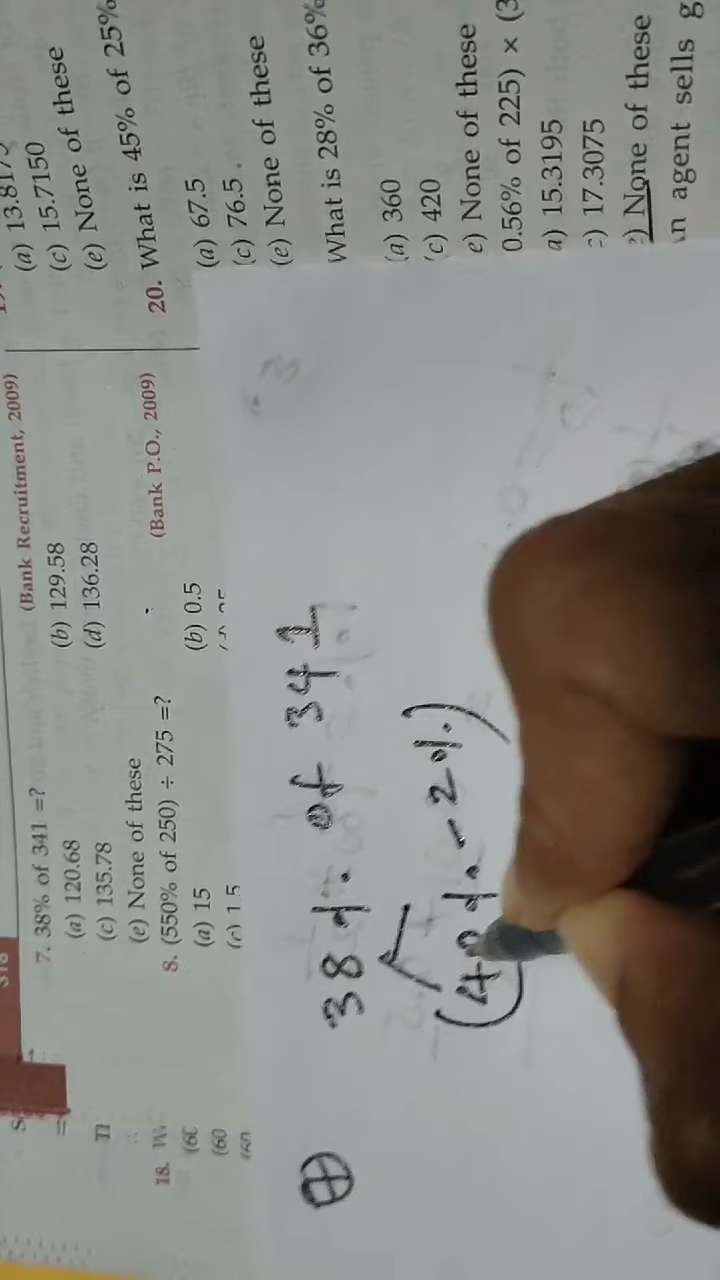 (Bank Recruitment, 2009)
7. 38% of 341 =?
(a) 120.68 (b) 129.58
(c) 135.78 (d) 136.28
(e) None of these
(Bank P.O., 2009)
8. (550% of 250) ÷ 275 =?
(a) 15 (b) 0.5
(c) 1.5
18.
(a) 13.8175
(c) 15.7150
(e) None of these
20. What is 45% of 25%
(a) 67.5
(c) 76.5
(e) None of these
What is 28% of 36%
(a) 360
(c) 420
e) None of these
0.56% of 225) × (3
a) 15.3195
c) 17.3075
e) None of these
n agent sells g
38 %. of 341
(40 %. - 2%.)